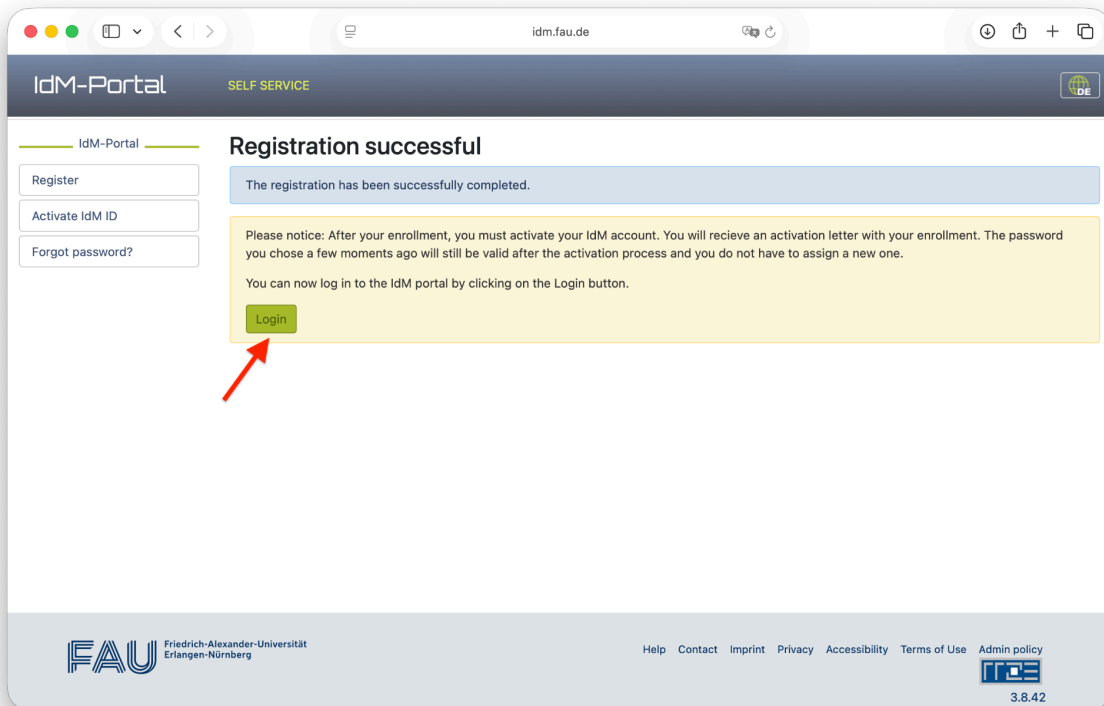 idm.fau.de
IdM-Portal
SELF SERVICE
DE
IdM-Portal
Register
Activate IdM ID
Forgot password?
Registration successful
The registration has been successfully completed.
Please notice: After your enrollment, you must activate your IdM account. You will recieve an activation letter with your enrollment. The password
you chose a few moments ago will still be valid after the activation process and you do not have to assign a new one.
You can now log in to the IdM portal by clicking on the Login button.
Login
FAU
Friedrich-Alexander-Universität
Erlangen-Nürnberg
Help Contact Imprint Privacy Accessibility Terms of Use Admin policy
rrze
3.8.42